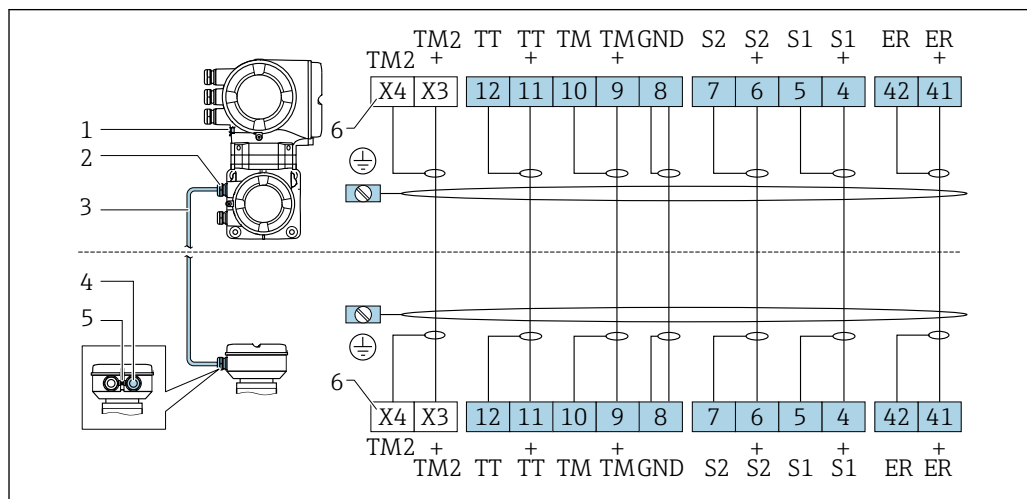 TM2 TT TT TM TM GND S2 S2 S1 S1 ER ER
TM2 + + + + + +
X4 X3 12 11 10 9 8 7 6 5 4 42 41
6
1
2
3
4
5
6
X4 X3 12 11 10 9 8 7 6 5 4 42 41
TM2 + + + + + +
TM2 TT TT TM TM GND S2 S2 S1 S1 ER ER